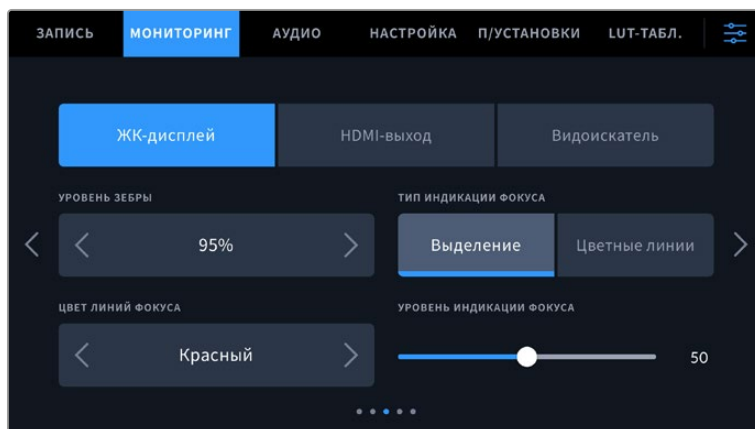 ЗАПИСЬ МОНИТОРИНГ АУДИО НАСТРОЙКА П/УСТАНОВКИ LUT-ТАБЛ.
ЖК-дисплей HDMI-выход Видоискатель
УРОВЕНЬ ЗЕБРЫ ТИП ИНДИКАЦИИ ФОКУСА
95% Выделение Цветные линии
ЦВЕТ ЛИНИЙ ФОКУСА УРОВЕНЬ ИНДИКАЦИИ ФОКУСА
Красный 50